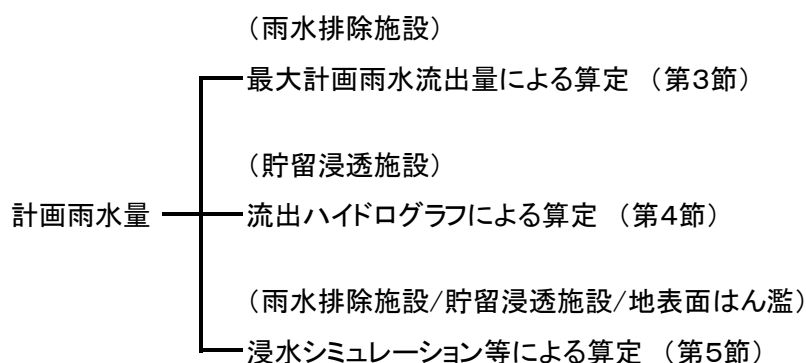 （雨水排除施設）
最大計画雨水流出量による算定　（第３節）
（貯留浸透施設）
計画雨水量
流出ハイドログラフによる算定　（第４節）
（雨水排除施設/貯留浸透施設/地表面はん濫）
浸水シミュレーション等による算定　（第５節）